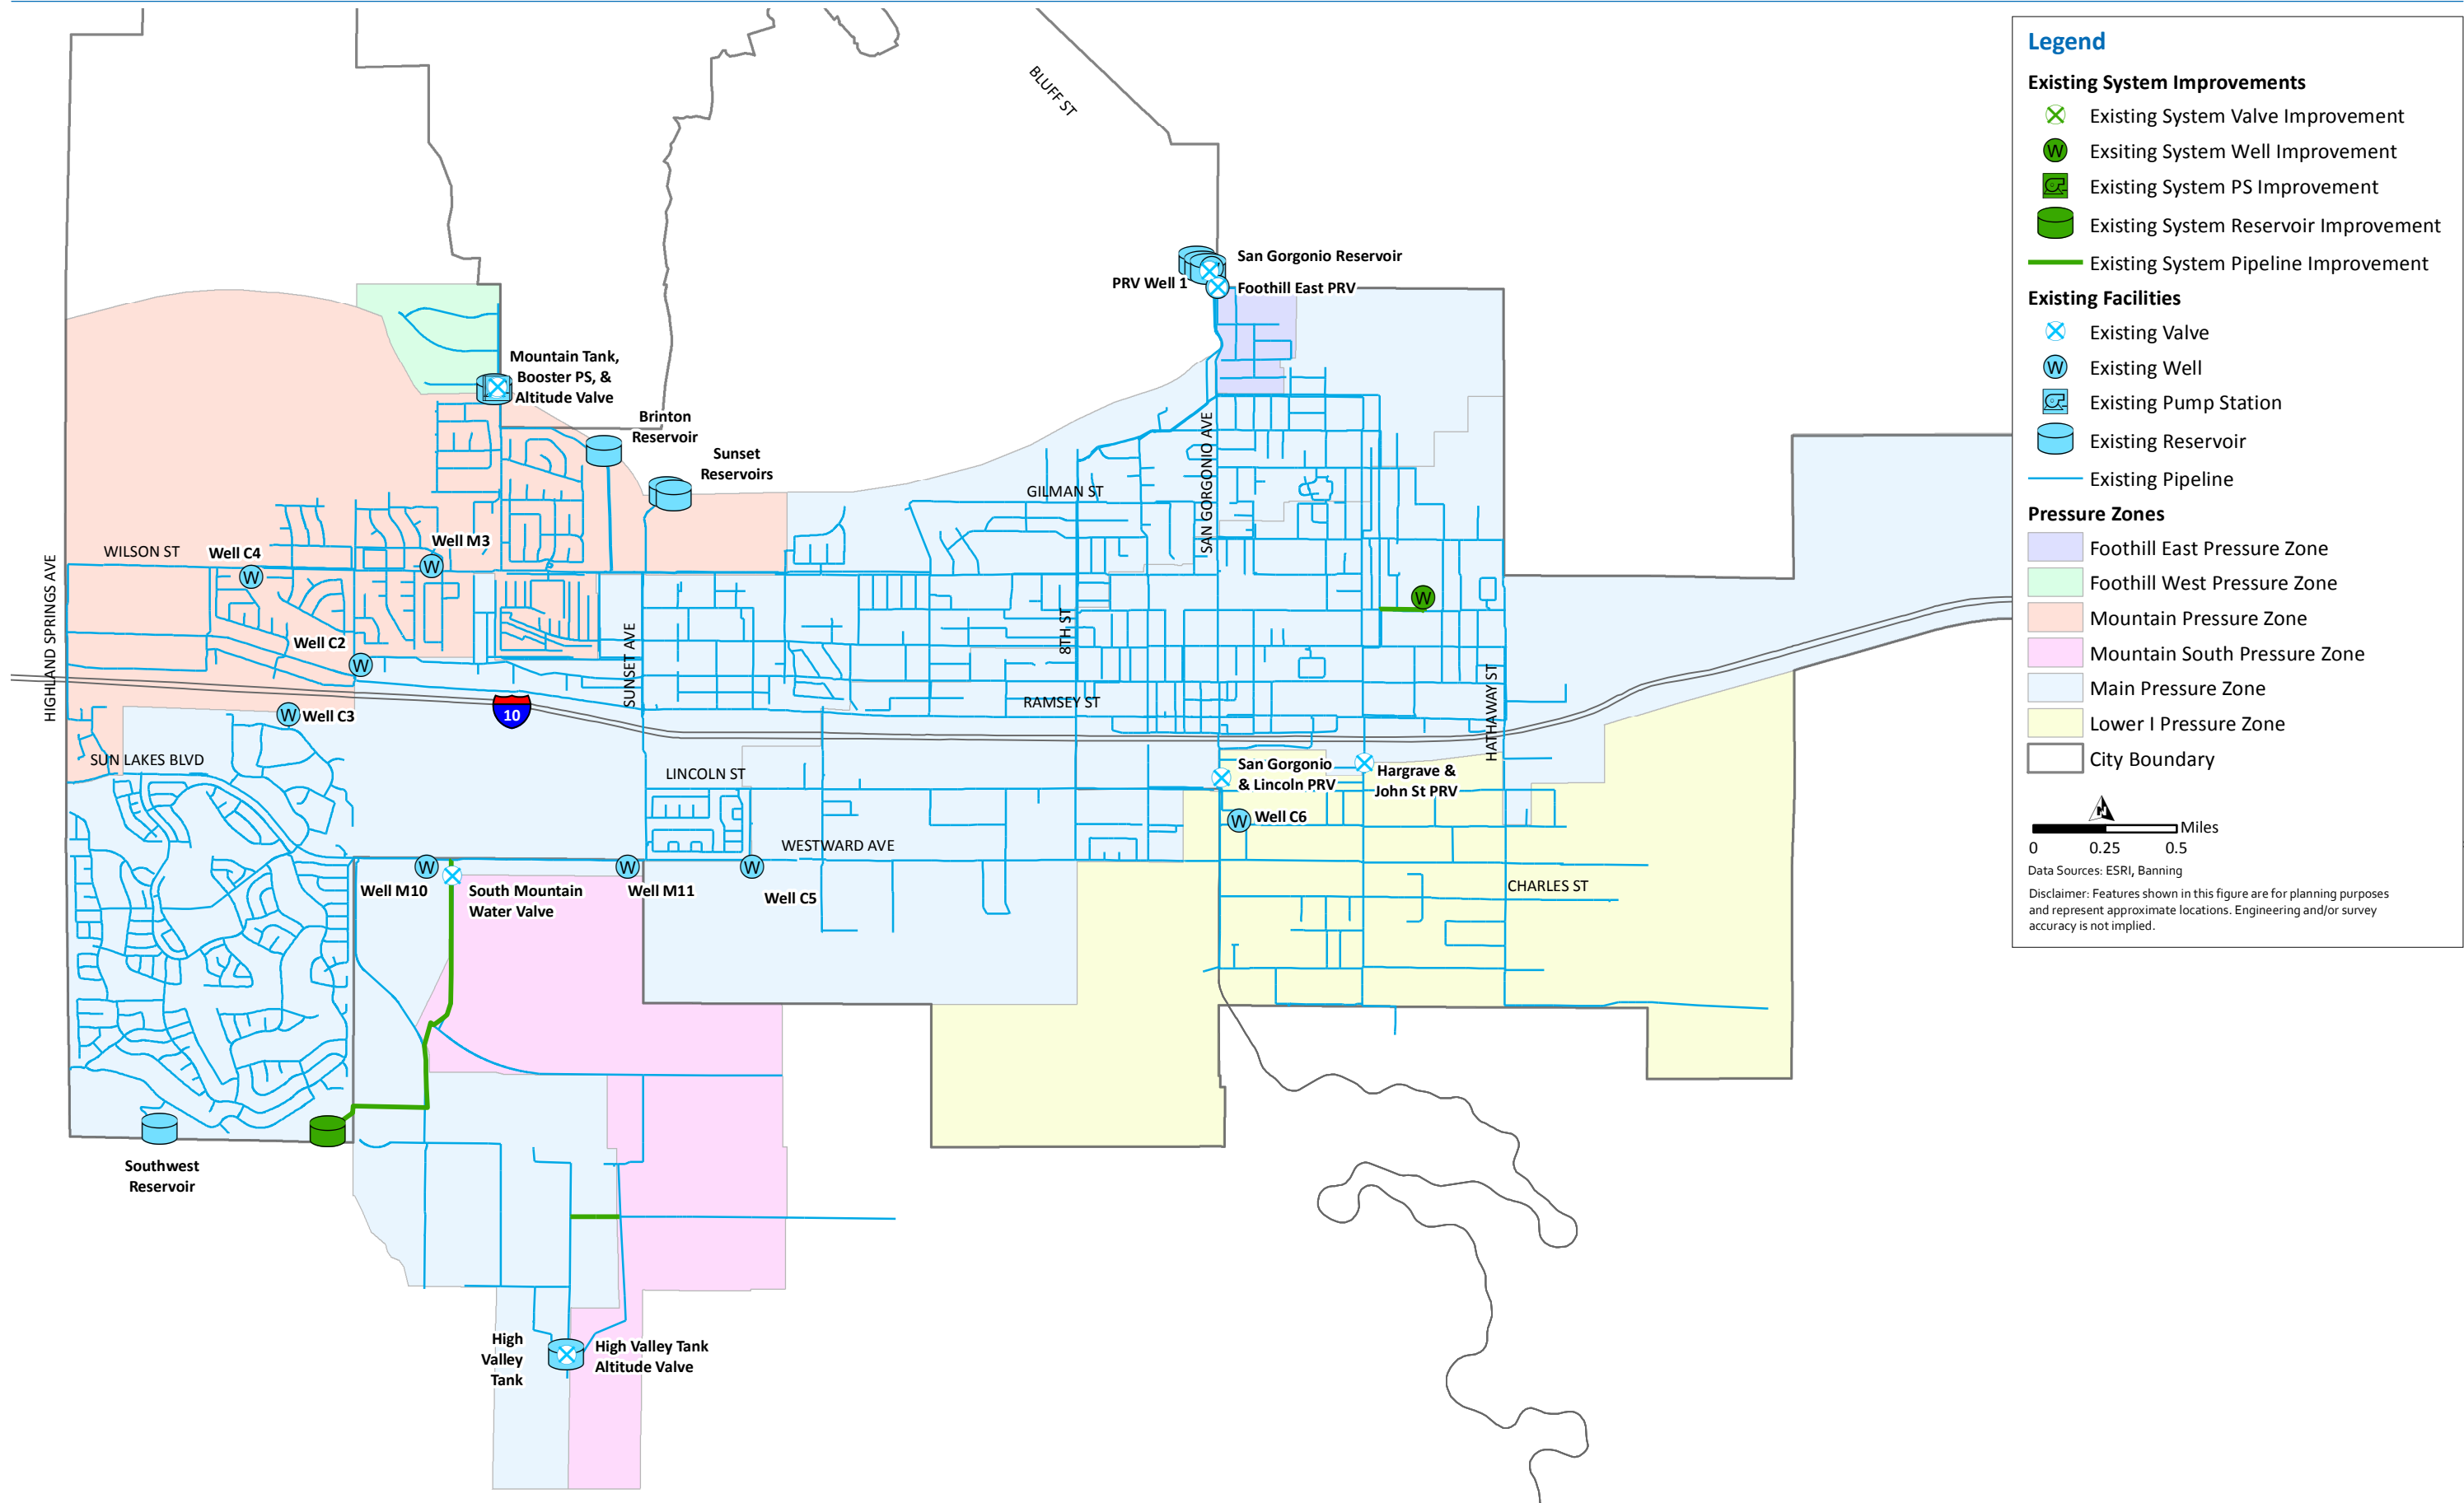 BLUFF ST
San Gorgonio Reservoir
PRV Well 1
Foothill East PRV
Mountain Tank,
Booster PS, &
Altitude Valve
Brinton
Reservoir
Sunset
Reservoirs
GILMAN ST
SAN GORGONIO AVE
WILSON ST
Well C4
Well M3
HIGHLAND SPRINGS AVE
Well C2
SUNSET AVE
8TH ST
HATHAWAY ST
Well C3
10
RAMSEY ST
SUN LAKES BLVD
LINCOLN ST
San Gorgonio
& Lincoln PRV
Hargrave &
John St PRV
Well C6
WESTWARD AVE
Well M10
South Mountain
Water Valve
Well M11
Well C5
CHARLES ST
Southwest
Reservoir
High
Valley
Tank
High Valley Tank
Altitude Valve
W
W
W
W
W
W
W
W
W
Legend
Existing System Improvements
Existing System Valve Improvement
W Exsiting System Well Improvement
Existing System PS Improvement
Existing System Reservoir Improvement
Existing System Pipeline Improvement
Existing Facilities
Existing Valve
W Existing Well
Existing Pump Station
Existing Reservoir
Existing Pipeline
Pressure Zones
Foothill East Pressure Zone
Foothill West Pressure Zone
Mountain Pressure Zone
Mountain South Pressure Zone
Main Pressure Zone
Lower I Pressure Zone
City Boundary
Miles
0 0.25 0.5
Data Sources: ESRI, Banning
Disclaimer: Features shown in this figure are for planning purposes
and represent approximate locations. Engineering and/or survey
accuracy is not implied.